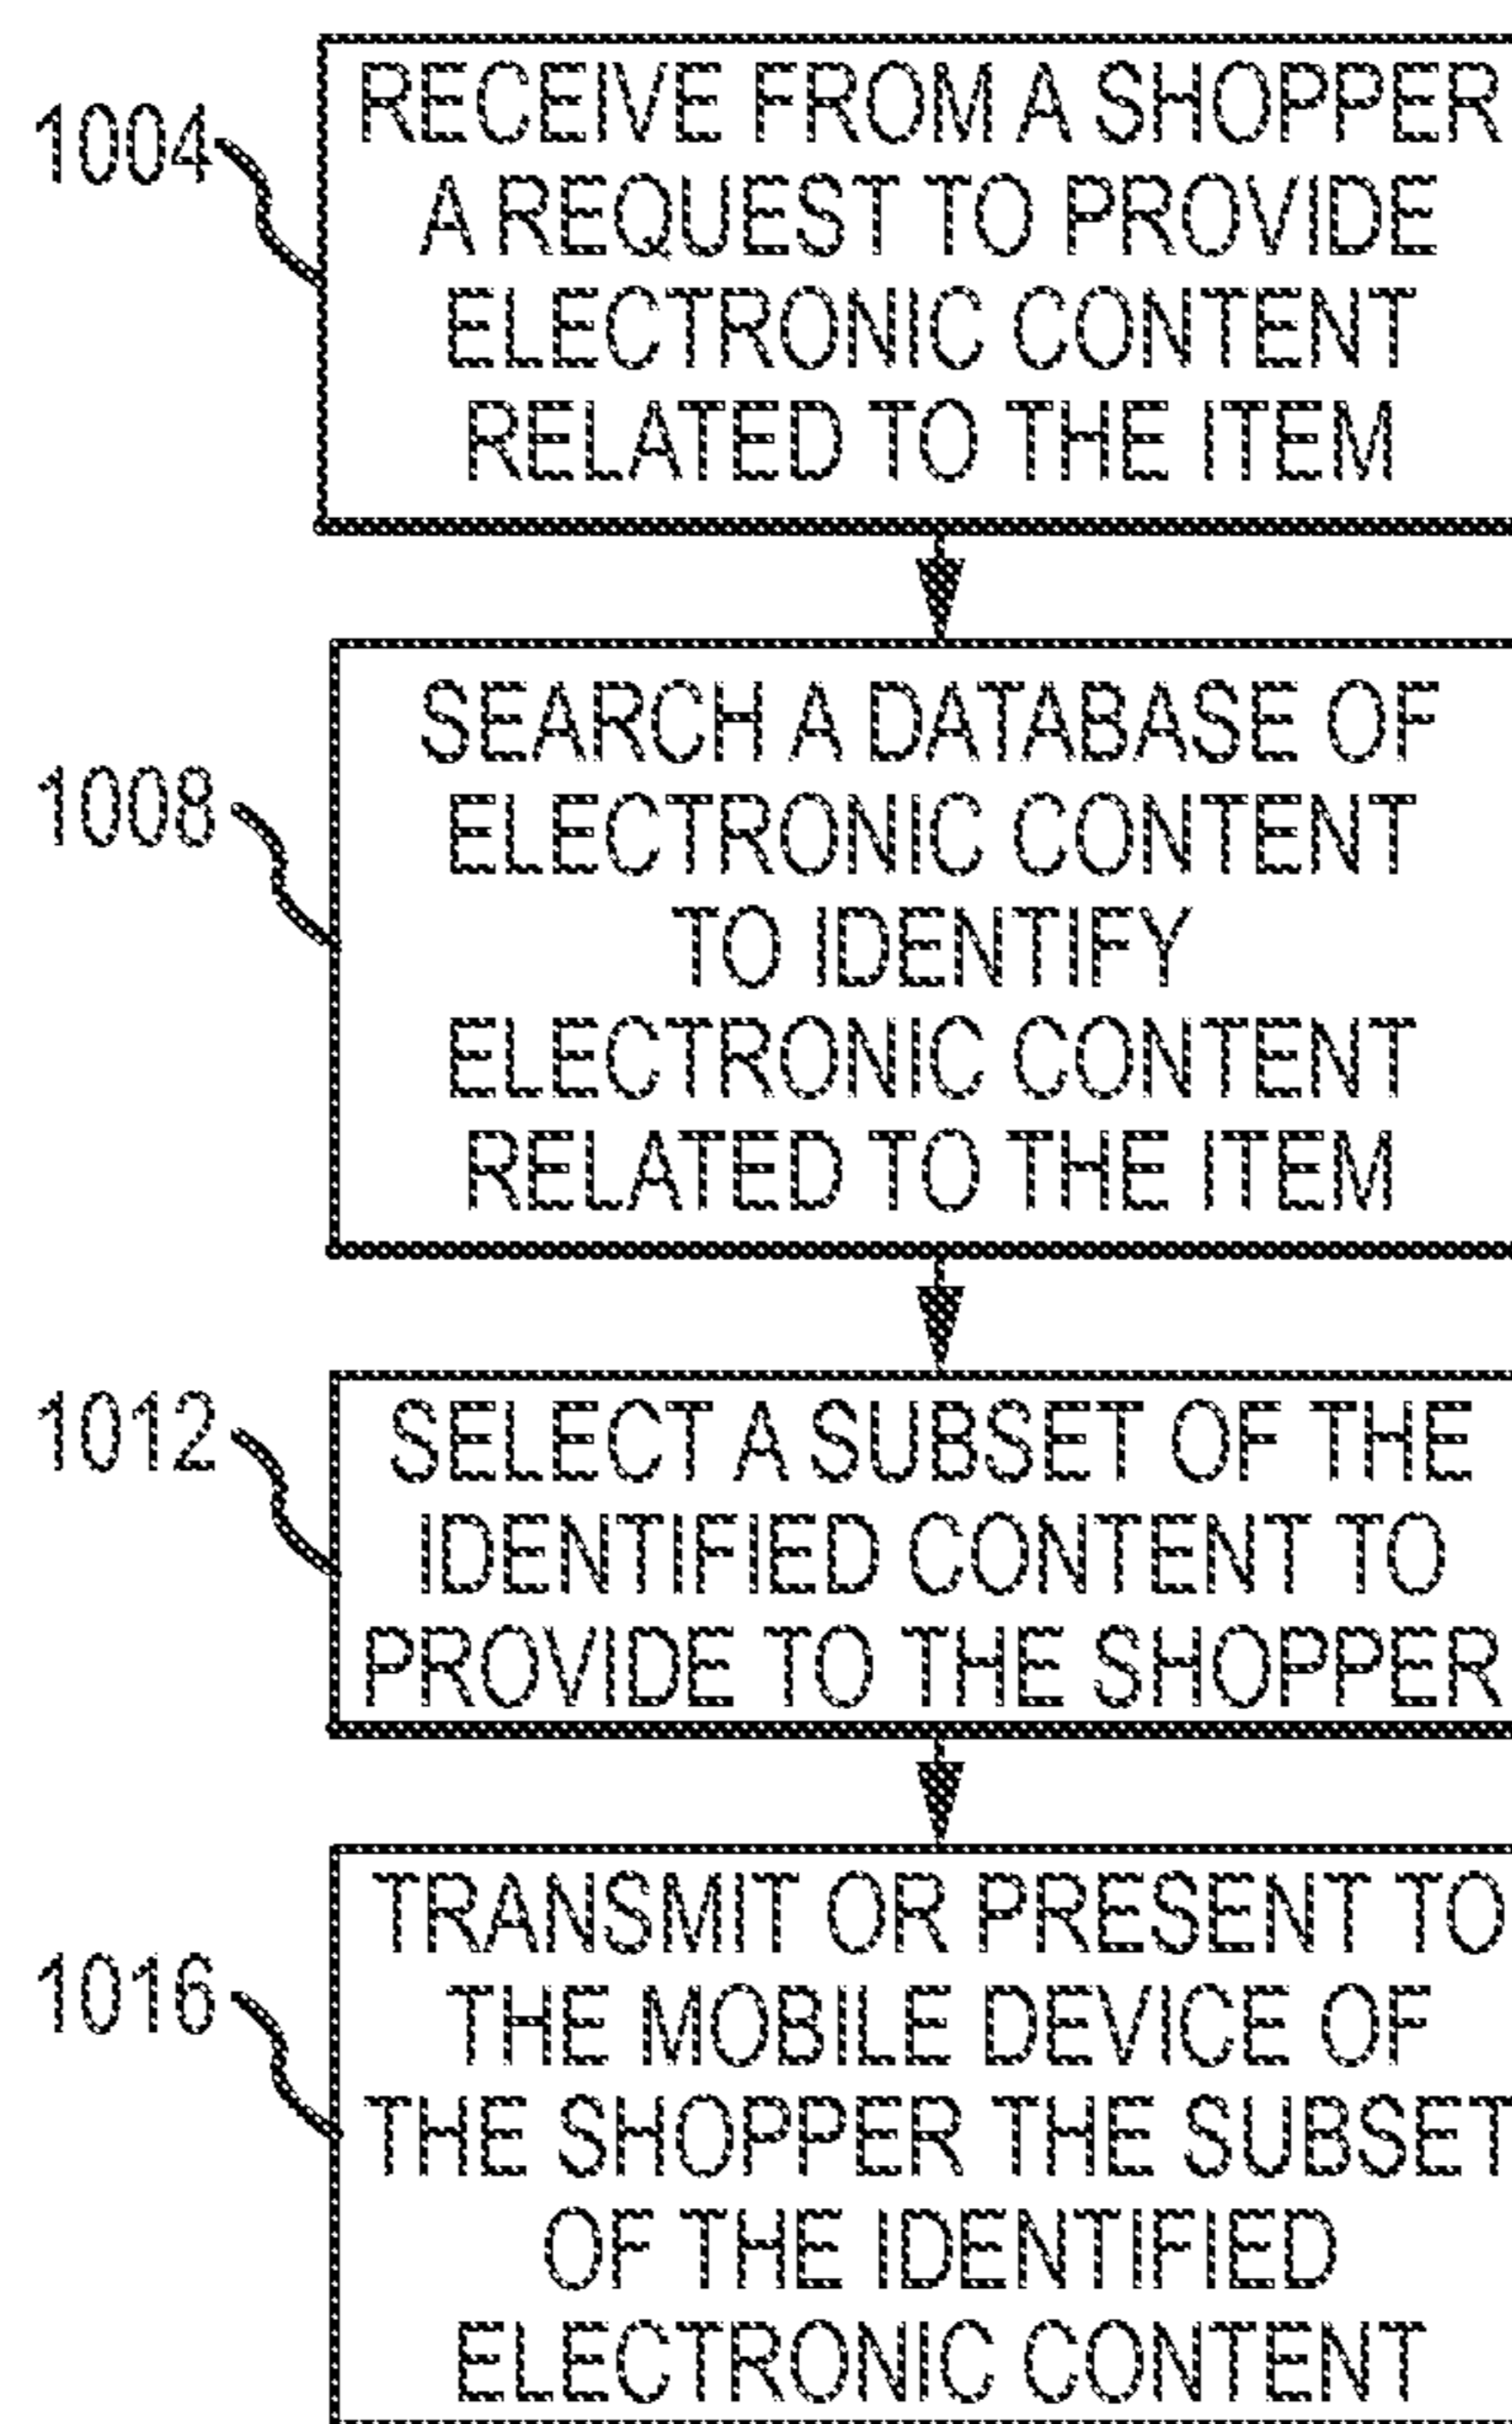 1004
RECEIVE FROM A SHOPPER
A REQUEST TO PROVIDE
ELECTRONIC CONTENT
RELATED TO THE ITEM
1008
SEARCH A DATABASE OF
ELECTRONIC CONTENT
TO IDENTIFY
ELECTRONIC CONTENT
RELATED TO THE ITEM
1012
SELECT A SUBSET OF THE
IDENTIFIED CONTENT TO
PROVIDE TO THE SHOPPER
1016
TRANSMIT OR PRESENT TO
THE MOBILE DEVICE OF
THE SHOPPER THE SUBSET
OF THE IDENTIFIED
ELECTRONIC CONTENT